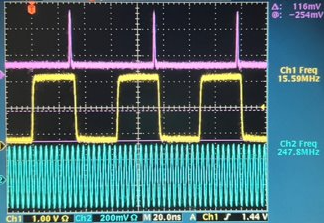 Δ: 116mV
@: -254mV
Ch1 Freq
15.59MHz
Ch2 Freq
247.8MHz
Ch1 1.00 V Ω Ch2 200mV Ω M 20.0ns A Ch1 ∫ 1.44 V